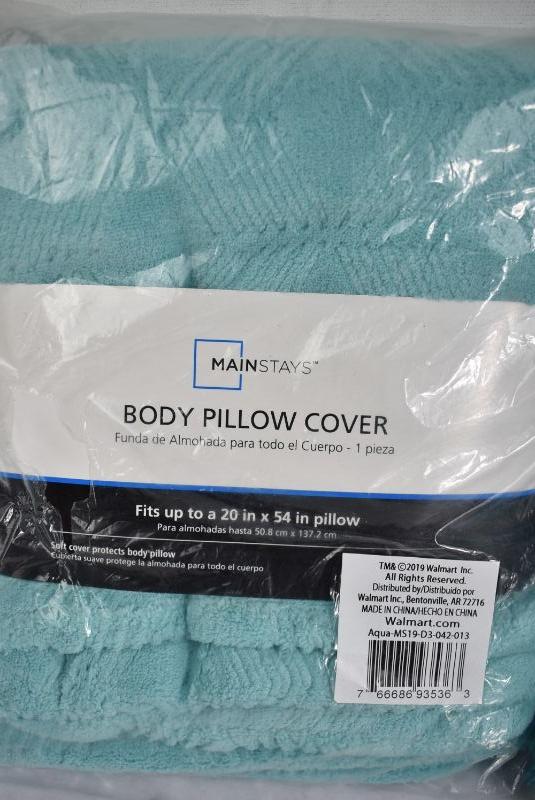 MAINSTAYS™
BODY PILLOW COVER
Funda de Almohada para todo el Cuerpo - 1 pieza
Fits up to a 20 in x 54 in pillow
Para almohadas hasta 50.8 cm x 137.2 cm
Soft cover protects body pillow
Cubierta suave protege la almohada para todo el cuerpo
TM& ©2019 Walmart Inc.
All Rights Reserved.
Distributed by/Distribuido por
Walmart Inc., Bentonville, AR 72716
MADE IN CHINA/HECHO EN CHINA
Walmart.com
Aqua-MS19-D3-042-013
7 66686 93536 3